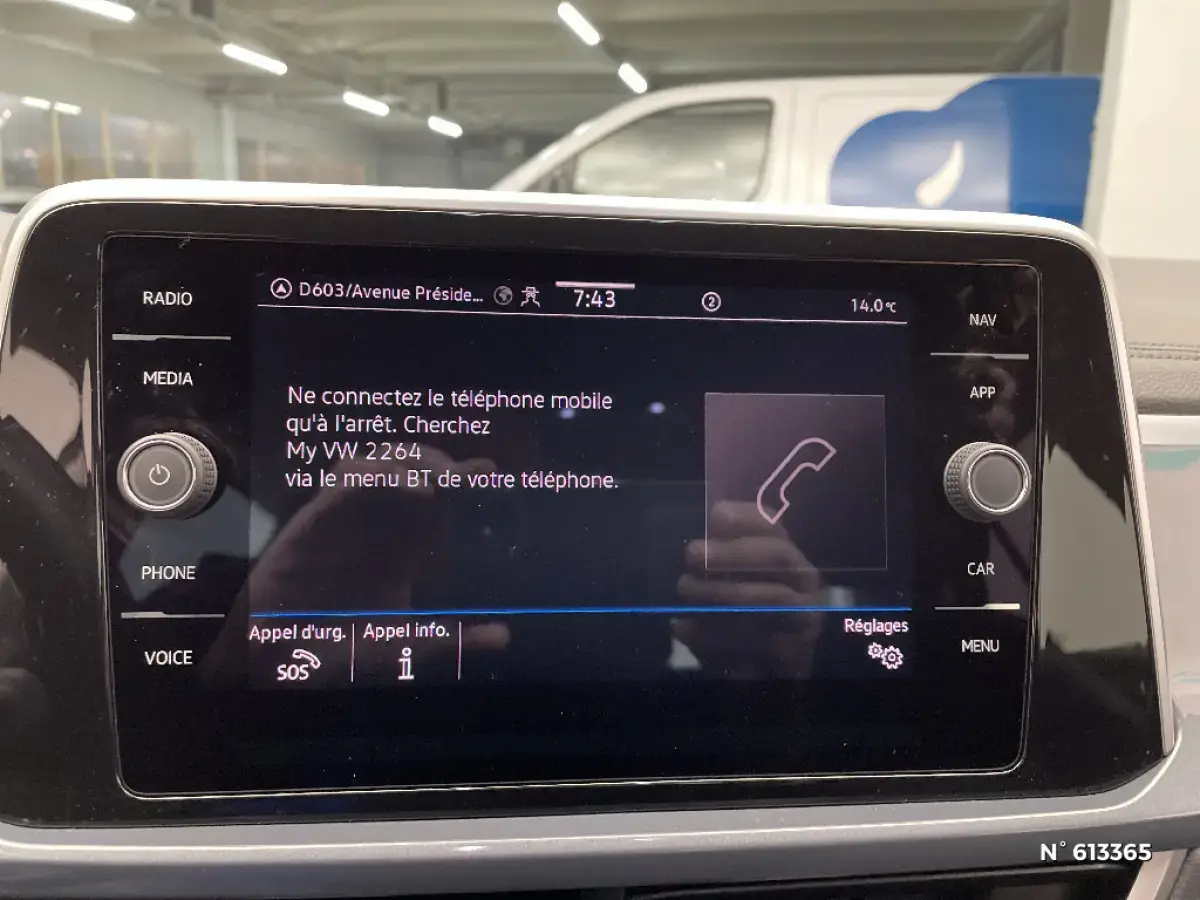 RADIO
MEDIA
PHONE
VOICE
D603/Avenue Préside...
7:43
2
14.0°C
Ne connectez le téléphone mobile
qu'à l'arrêt. Cherchez
My VW 2264
via le menu BT de votre téléphone.
Appel d'urg.
SOS
Appel info.
i
Réglages
NAV
APP
CAR
MENU
N° 613365